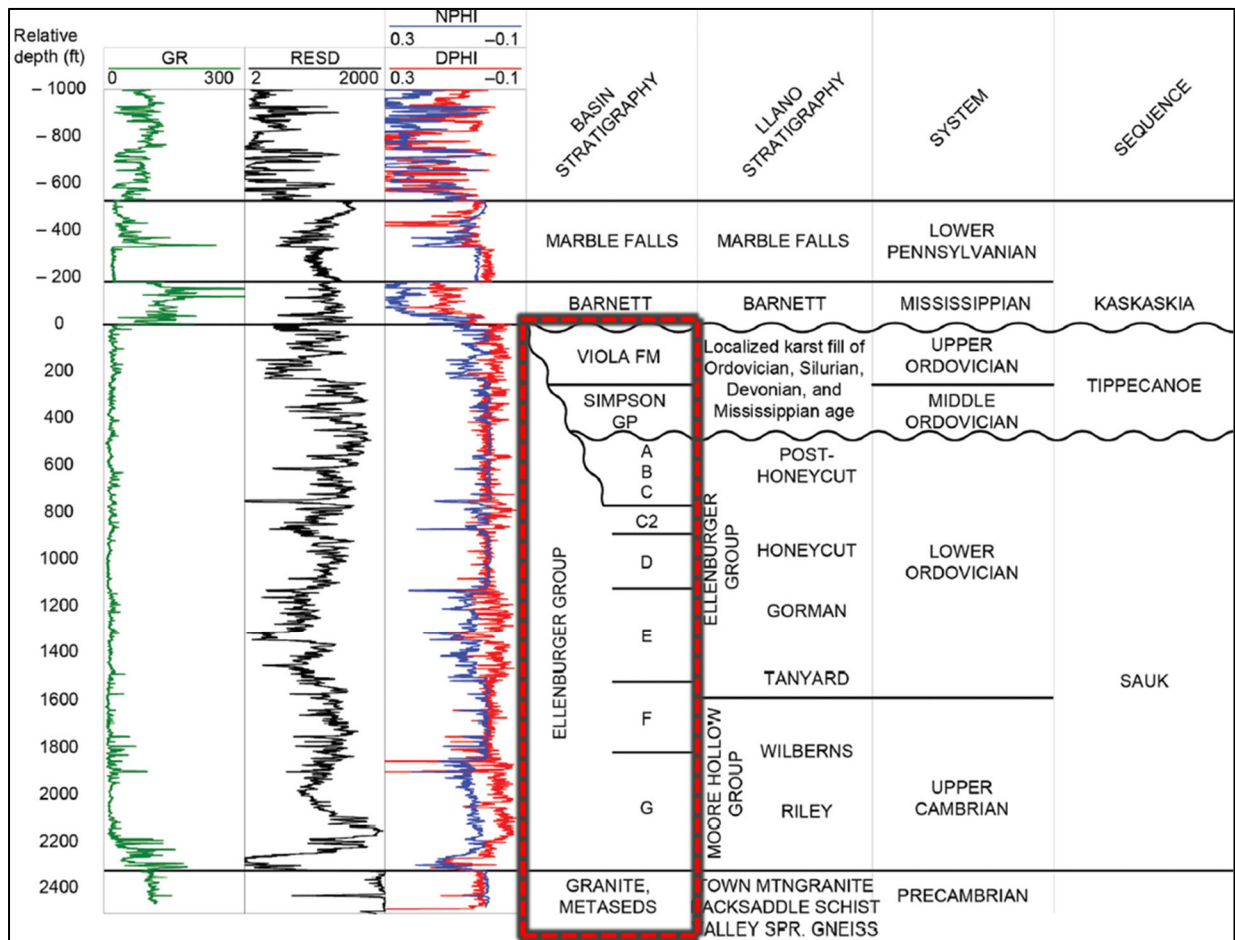 NPHI
0.3 –0.1
Relative
depth (ft)
GR
RESD
DPHI
0 300
2 2000
0.3 –0.1
BASIN
STRATIGRAPHY
LLANO
STRATIGRAPHY
SYSTEM
SEQUENCE
– 1000
– 800
– 600
– 400
– 200
0
200
400
600
800
1000
1200
1400
1600
1800
2000
2200
2400
MARBLE FALLS
MARBLE FALLS
LOWER
PENNSYLVANIAN
BARNETT
BARNETT
MISSISSIPPIAN
KASKASKIA
VIOLA FM
SIMPSON
GP
Localized karst fill of
Ordovician, Silurian,
Devonian, and
Mississippian age
UPPER
ORDOVICIAN
MIDDLE
ORDOVICIAN
TIPPECANOE
ELLENBURGER GROUP
A
B
C
C2
D
E
F
G
ELLENBURGER
GROUP
POST-
HONEYCUT
HONEYCUT
GORMAN
TANYARD
LOWER
ORDOVICIAN
SAUK
MOORE HOLLOW
GROUP
WILBERNS
RILEY
UPPER
CAMBRIAN
GRANITE,
METASEDS
TOWN MTNGRANITE
ACKSADDLE SCHIST
ALLEY SPR. GNEISS
PRECAMBRIAN